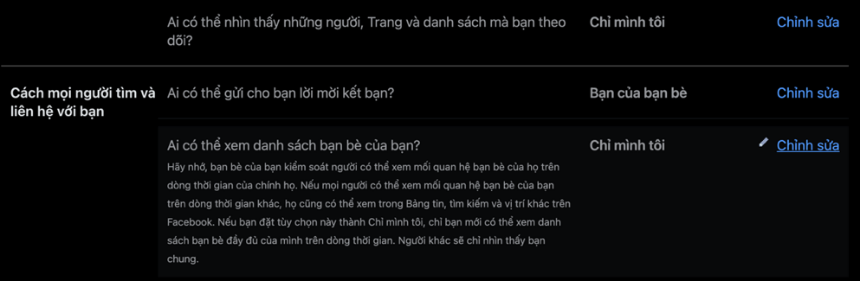 Ai có thể nhìn thấy những người, Trang và danh sách mà bạn theo
dõi?
Chỉ mình tôi
Chỉnh sửa
Cách mọi người tìm và
liên hệ với bạn
Ai có thể gửi cho bạn lời mời kết bạn?
Bạn của bạn bè
Chỉnh sửa
Ai có thể xem danh sách bạn bè của bạn?
Chỉ mình tôi
Chỉnh sửa
Hãy nhớ, bạn bè của bạn kiểm soát người có thể xem mối quan hệ bạn bè của họ trên
dòng thời gian của chính họ. Nếu mọi người có thể xem mối quan hệ bạn bè của bạn
trên dòng thời gian khác, họ cũng có thể xem trong Bảng tin, tìm kiếm và vị trí khác trên
Facebook. Nếu bạn đặt tùy chọn này thành Chỉ mình tôi, chỉ bạn mới có thể xem danh
sách bạn bè đầy đủ của mình trên dòng thời gian. Người khác sẽ chỉ nhìn thấy bạn
chung.